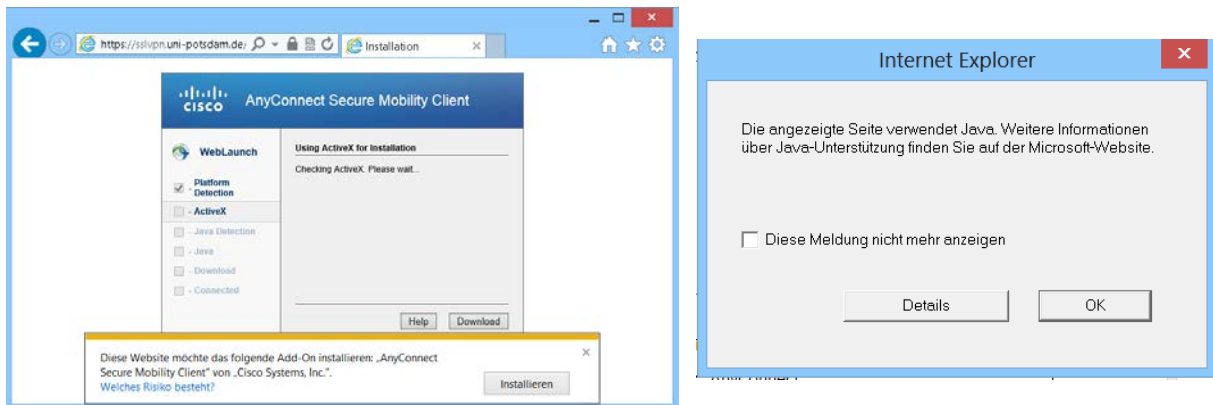 https://sslvpn.uni-potsdam.de/
Installation
cisco AnyConnect Secure Mobility Client
WebLaunch
- Platform
Detection
- ActiveX
- Java Detection
- Java
- Download
- Connected
Using ActiveX for Installation
Checking ActiveX. Please wait...
Help Download
Diese Website möchte das folgende Add-On installieren: „AnyConnect
Secure Mobility Client" von „Cisco Systems, Inc.".
Welches Risiko besteht?
Installieren
Internet Explorer
Die angezeigte Seite verwendet Java. Weitere Informationen
über Java-Unterstützung finden Sie auf der Microsoft-Website.
Diese Meldung nicht mehr anzeigen
Details OK